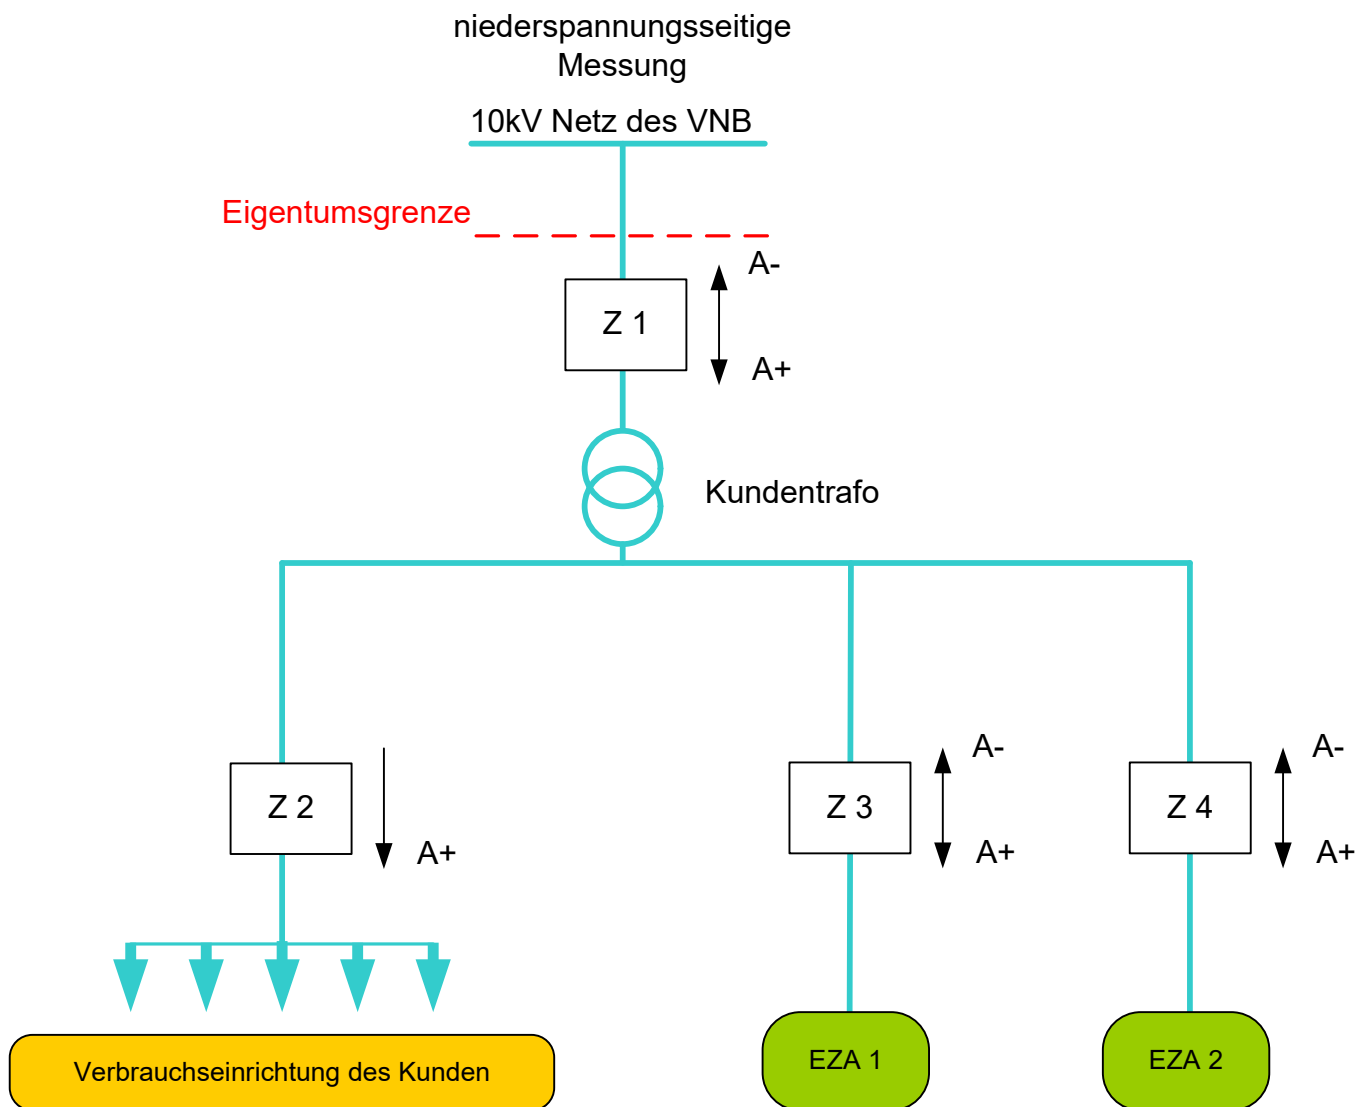 niederspannungsseitige
Messung
10kV Netz des VNB
Eigentumsgrenze
A-
Z 1
A+
Kundentrafo
A-
A-
Z 2
Z 3
Z 4
A+
A+
A+
Verbrauchseinrichtung des Kunden
EZA 1
EZA 2